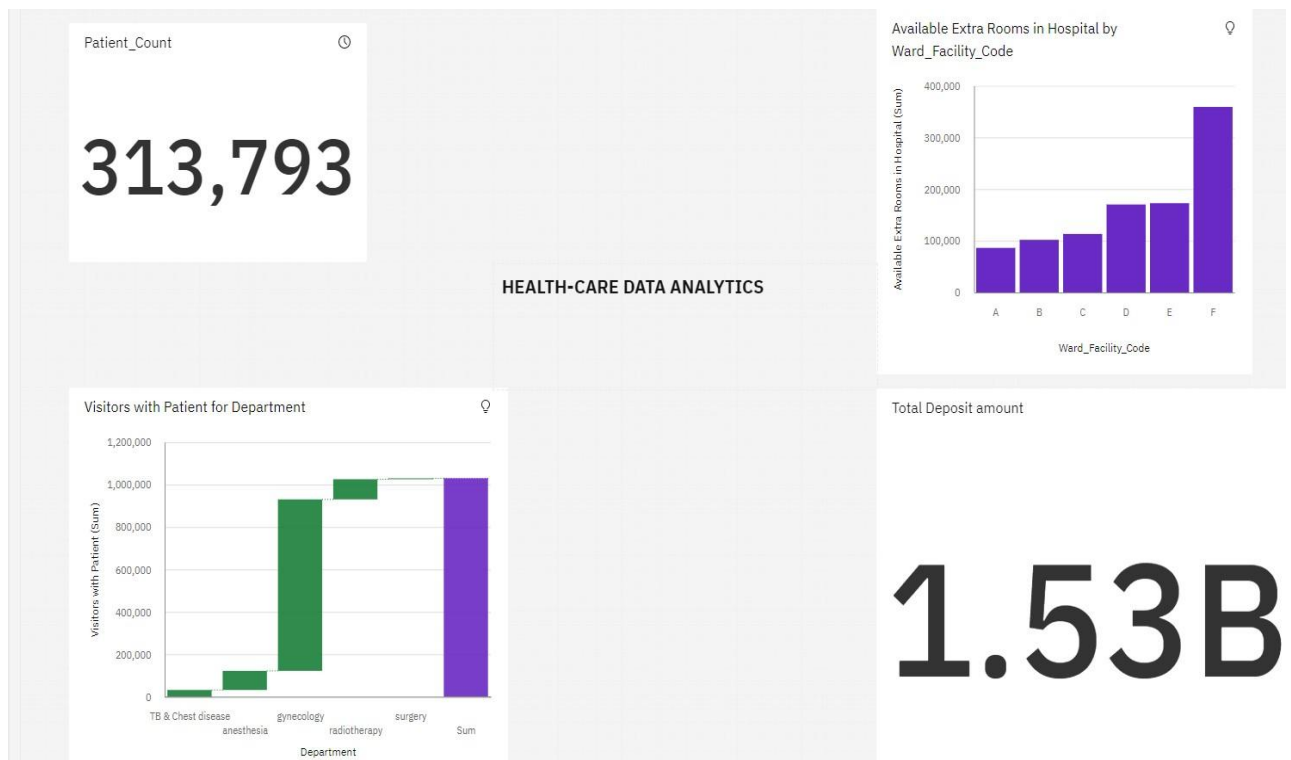 Patient_Count
313,793
Available Extra Rooms in Hospital by
Ward_Facility_Code
Available Extra Rooms in Hospital (Sum)
400,000
300,000
200,000
100,000
0
A B C D E F
Ward_Facility_Code
HEALTH-CARE DATA ANALYTICS
Visitors with Patient for Department
Visitors with Patient (Sum)
1,200,000
1,000,000
800,000
600,000
400,000
200,000
0
TB & Chest disease gynecology surgery
anesthesia radiotherapy Sum
Department
Total Deposit amount
1.53B